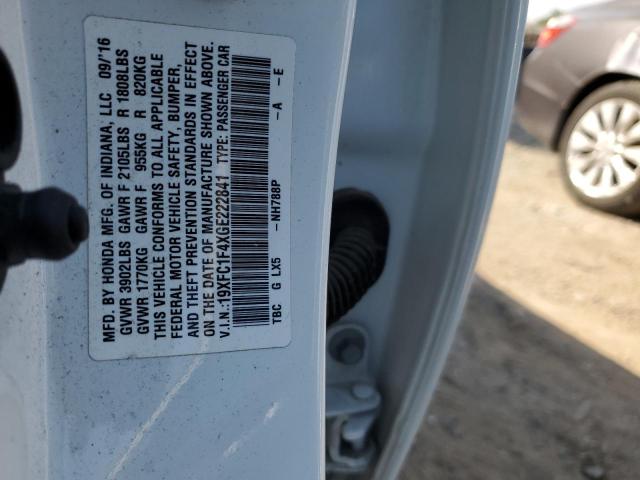 MFD. BY HONDA MFG. OF INDIANA, LLC 09/'16
GVWR 3902LBS GAWR F 2105LBS R 1808LBS
GVWR 1770KG GAWR F 955KG R 820KG
THIS VEHICLE CONFORMS TO ALL APPLICABLE
FEDERAL MOTOR VEHICLE SAFETY, BUMPER,
AND THEFT PREVENTION STANDARDS IN EFFECT
ON THE DATE OF MANUFACTURE SHOWN ABOVE.
V.I.N.:19XFC1F4XGE222841 TYPE: PASSENGER CAR
TBC G LX5 -NH788P -A -E